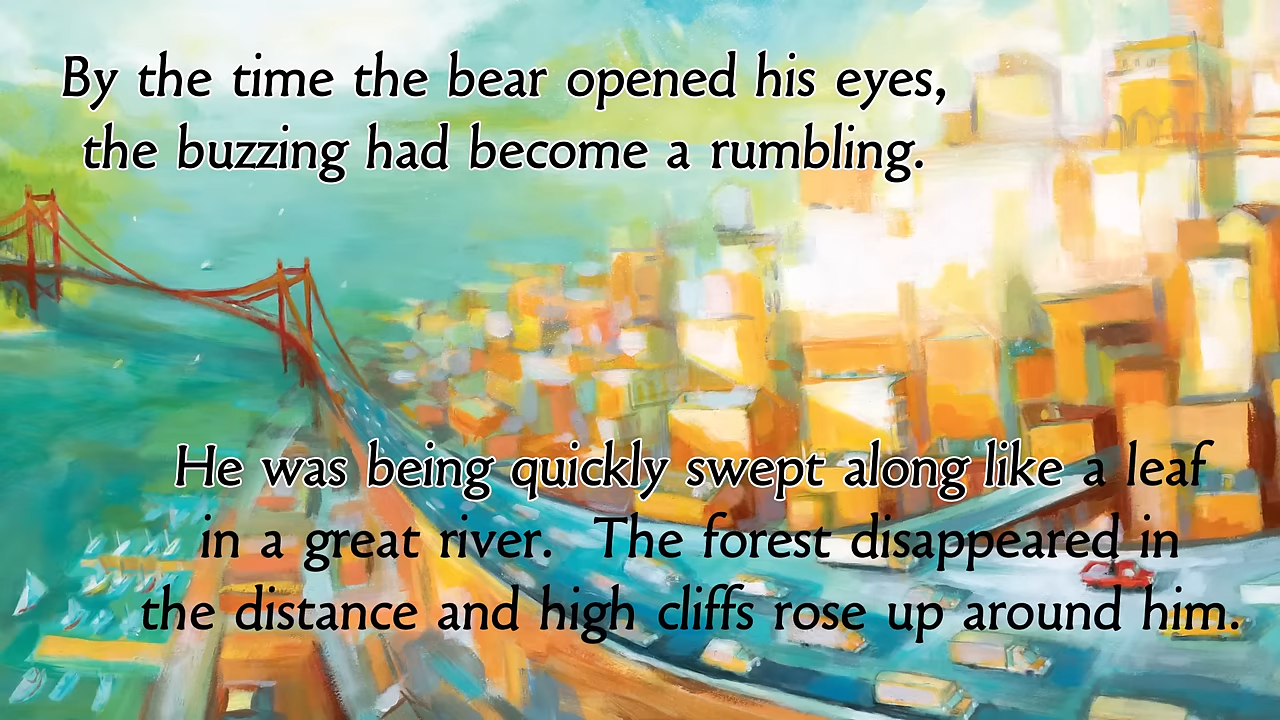 By the time the bear opened his eyes,
the buzzing had become a rumbling.
He was being quickly swept along like a leaf
in a great river. The forest disappeared in
the distance and high cliffs rose up around him.